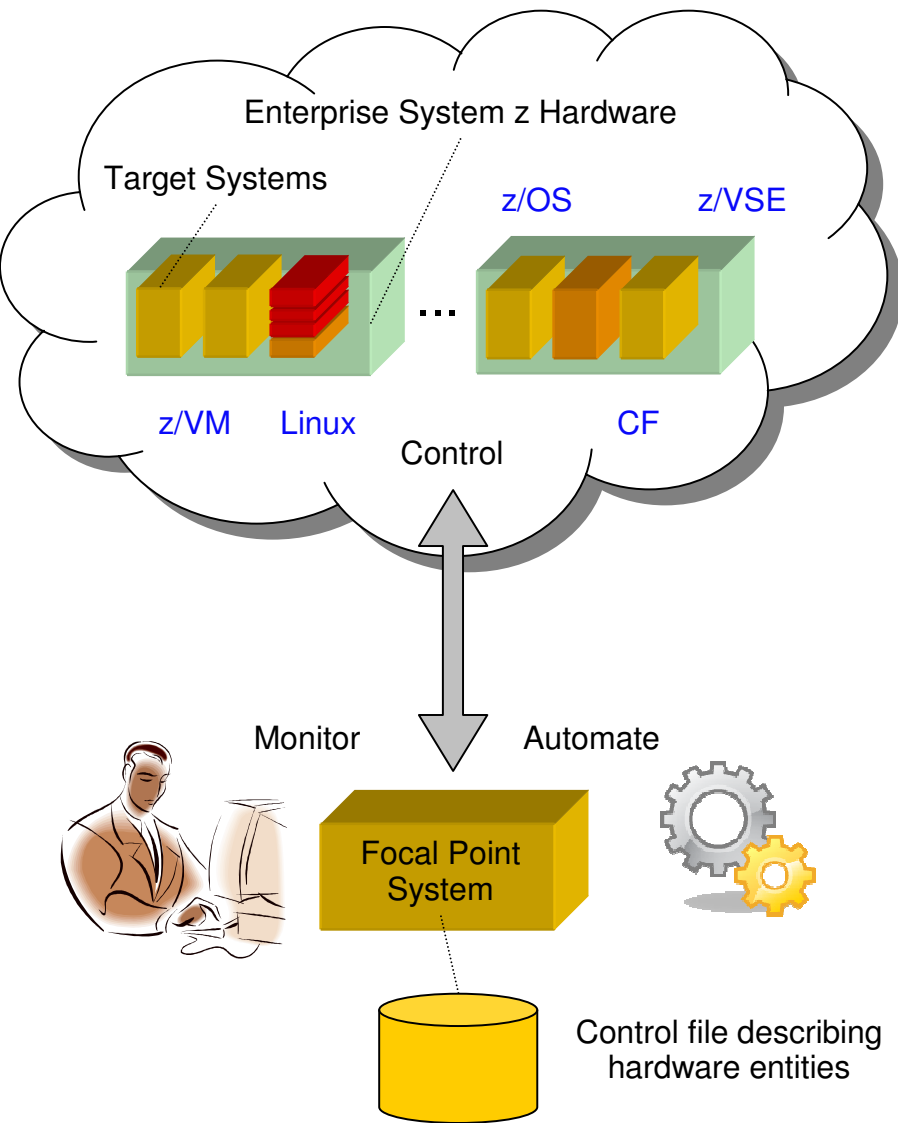 Enterprise System z Hardware
Target Systems
z/OS
z/VSE
...
z/VM
Linux
CF
Control
Monitor
Automate
Focal Point
System
Control file describing
hardware entities